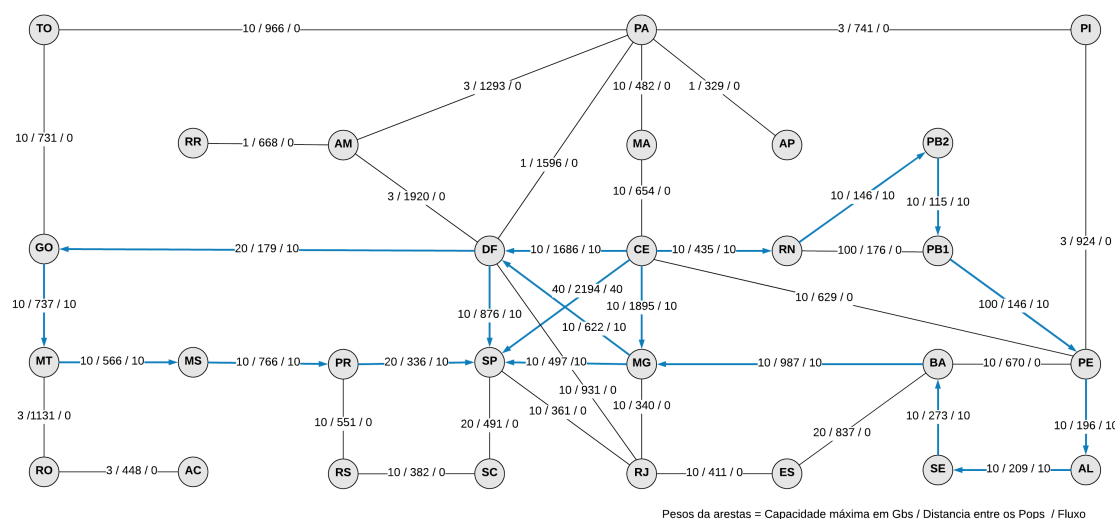 TO
10 / 966 / 0
PA
3 / 741 / 0
PI
3 / 1293 / 0
10 / 482 / 0
1 / 329 / 0
10 / 731 / 0
RR
1 / 668 / 0
AM
MA
AP
PB2
1 / 1596 / 0
3 / 1920 / 0
10 / 654 / 0
10 / 146 / 10
10 / 115 / 10
GO
20 / 179 / 10
DF
10 / 1686 / 10
CE
10 / 435 / 10
RN
100 / 176 / 0
PB1
3 / 924 / 0
40 / 2194 / 40
10 / 737 / 10
10 / 876 / 10
10 / 1895 / 10
10 / 622 / 10
10 / 629 / 0
100 / 146 / 10
MT
10 / 566 / 10
MS
10 / 766 / 10
PR
20 / 336 / 10
SP
10 / 497 / 10
MG
10 / 987 / 10
BA
10 / 670 / 0
PE
10 / 931 / 0
3 /1131 / 0
10 / 551 / 0
20 / 491 / 0
10 / 361 / 0
10 / 340 / 0
20 / 837 / 0
10 / 273 / 10
10 / 196 / 10
RO
3 / 448 / 0
AC
RS
10 / 382 / 0
SC
RJ
10 / 411 / 0
ES
SE
10 / 209 / 10
AL
Pesos da arestas = Capacidade máxima em Gbs / Distancia entre os Pops / Fluxo